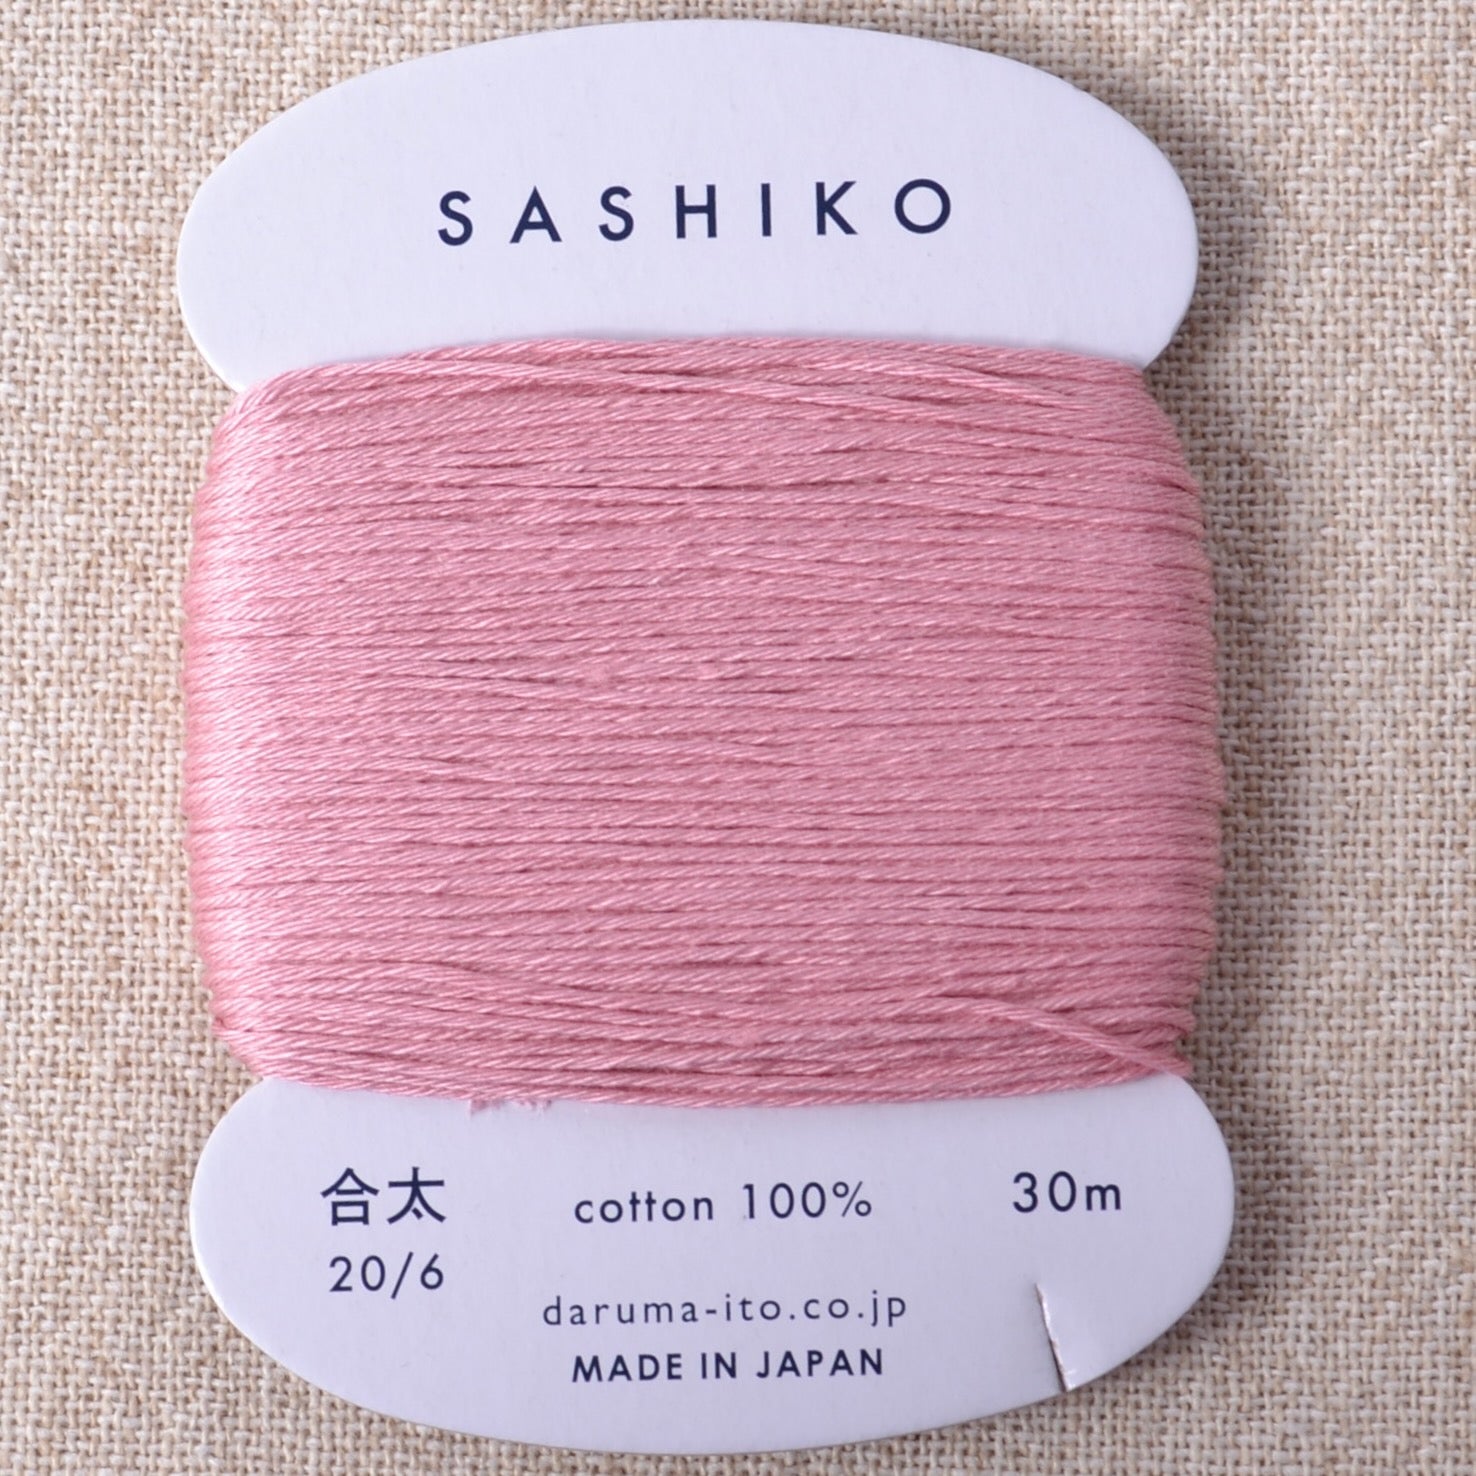 SASHIKO
合太 cotton 100% 30m
20/6
daruma-ito.co.jp
MADE IN JAPAN